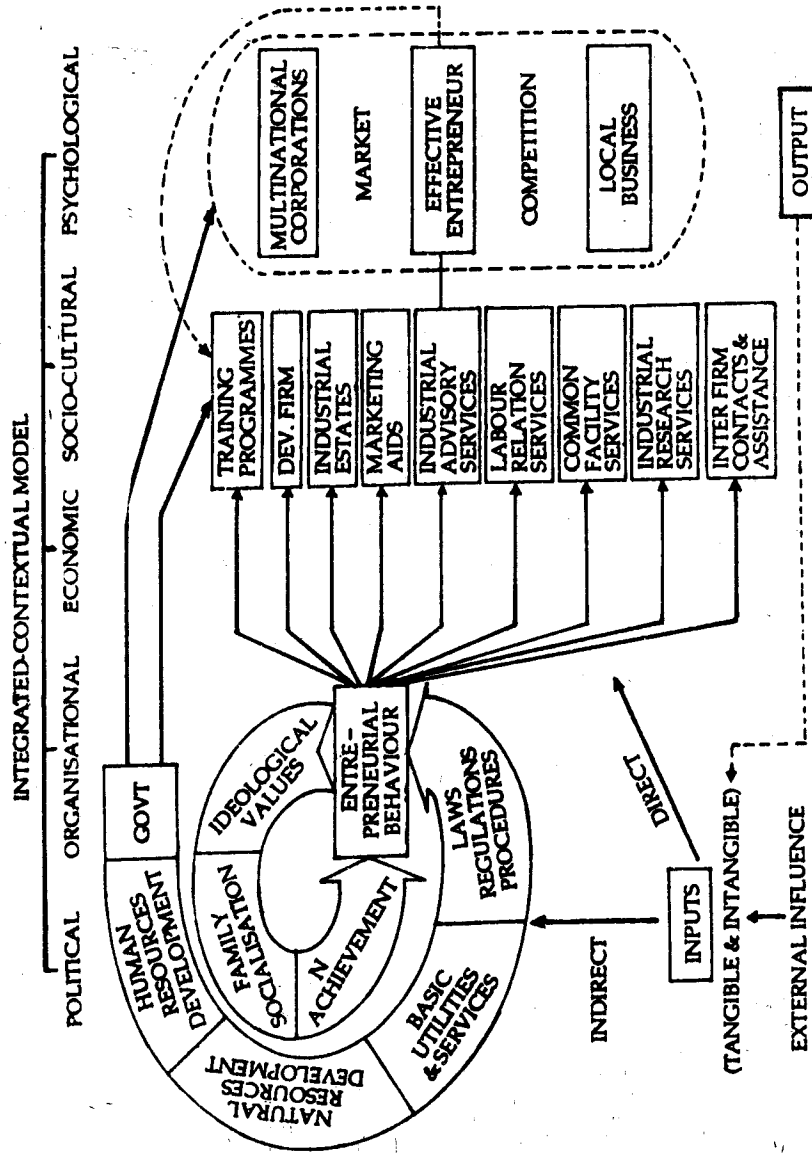 INTEGRATED-CONTEXTUAL MODEL
POLITICAL
ORGANISATIONAL
ECONOMIC
SOCIO-CULTURAL
PSYCHOLOGICAL
HUMAN
RESOURCES
DEVELOPMENT
GOVT
NATURAL
RESOURCES
DEVELOPMENT
FAMILY
SOCIALISATION
IDEOLOGICAL
VALUES
N
ACHIEVEMENT
ENTRE-
PRENEURIAL
BEHAVIOUR
BASIC
UTILITIES
& SERVICES
LAWS
REGULATIONS
PROCEDURES
TRAINING
PROGRAMMES
DEV. FIRM
INDUSTRIAL
ESTATES
MARKETING
AIDS
INDUSTRIAL
ADVISORY
SERVICES
LABOUR
RELATION
SERVICES
COMMON
FACILITY
SERVICES
INDUSTRIAL
RESEARCH
SERVICES
INTER FIRM
CONTACTS &
ASSISTANCE
MULTINATIONAL
CORPORATIONS
MARKET
EFFECTIVE
ENTREPRENEUR
COMPETITION
LOCAL
BUSINESS
INDIRECT
DIRECT
INPUTS
(TANGIBLE & INTANGIBLE)
EXTERNAL INFLUENCE
OUTPUT